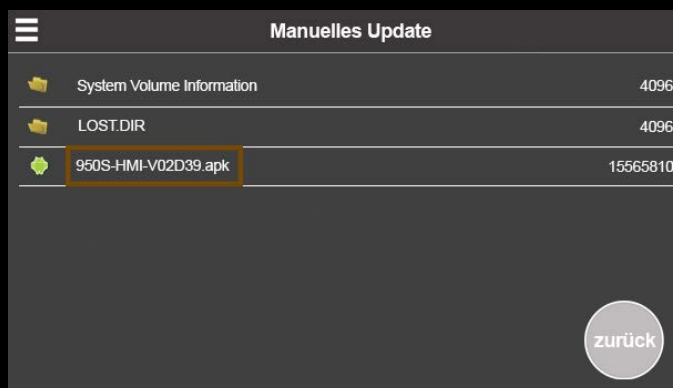 Manuelles Update
System Volume Information 4096
LOST.DIR 4096
950S-HMI-V02D39.apk 15565810
zurück